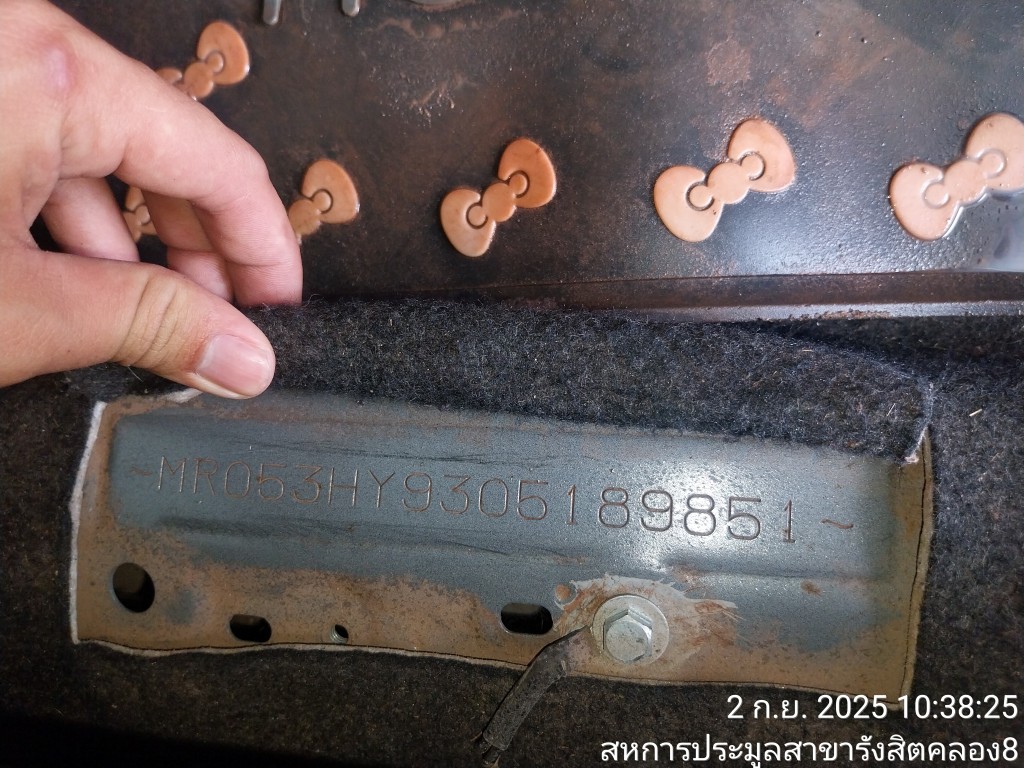 ~MR053HY9305189851~
2 ก.ย. 2025 10:38:25
สหการประมูลสาขารังสิตคลอง8